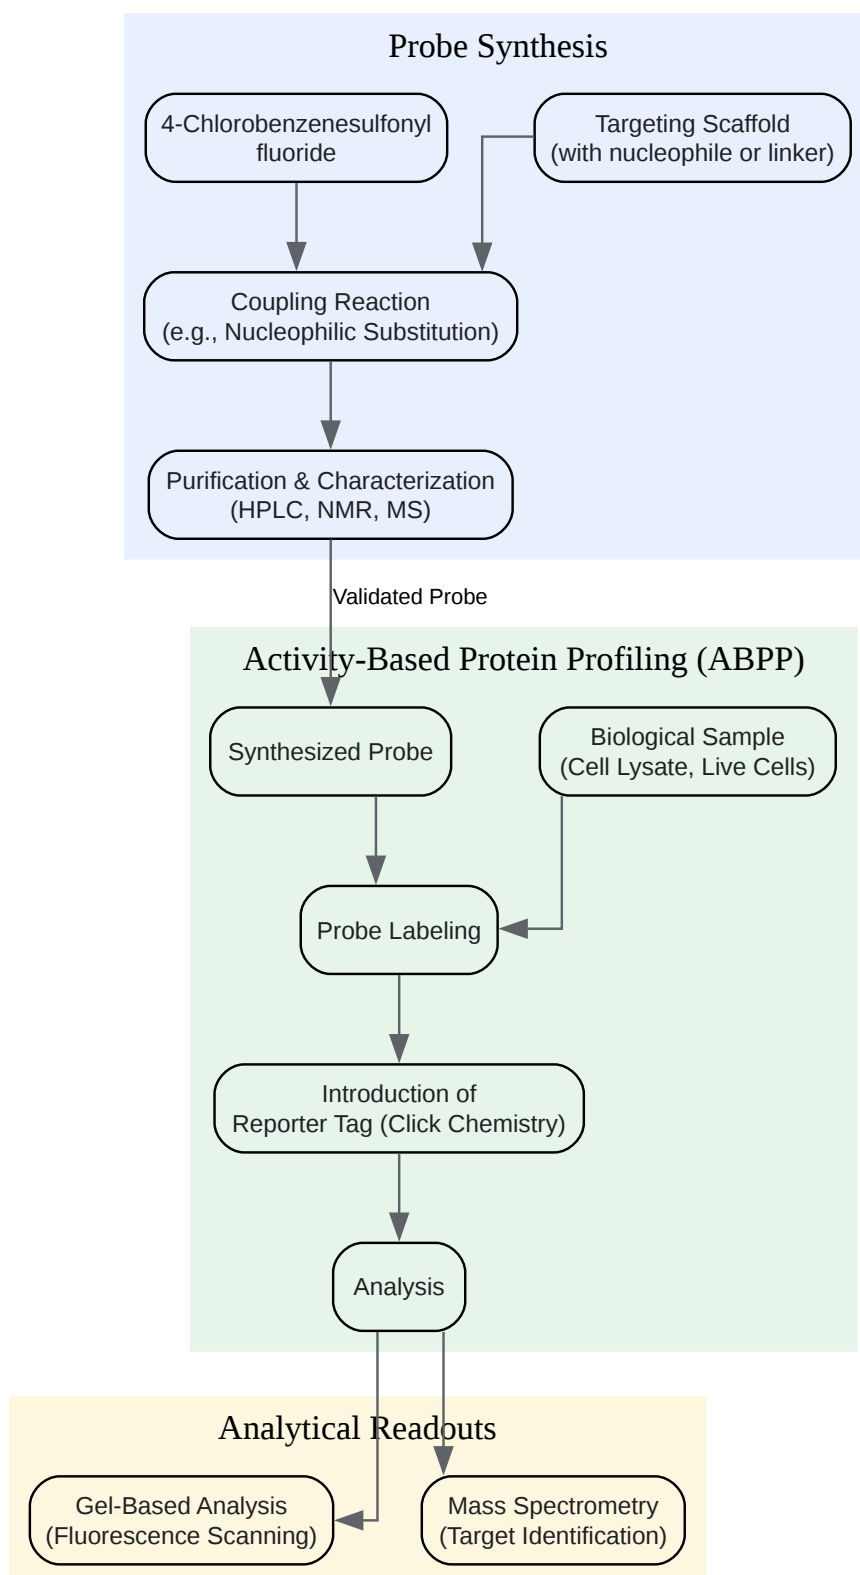 Probe Synthesis
4-Chlorobenzenesulfonyl
fluoride
Targeting Scaffold
(with nucleophile or linker)
Coupling Reaction
(e.g., Nucleophilic Substitution)
Purification & Characterization
(HPLC, NMR, MS)
Validated Probe
Activity-Based Protein Profiling (ABPP)
Synthesized Probe
Biological Sample
(Cell Lysate, Live Cells)
Probe Labeling
Introduction of
Reporter Tag (Click Chemistry)
Analysis
Analytical Readouts
Gel-Based Analysis
(Fluorescence Scanning)
Mass Spectrometry
(Target Identification)